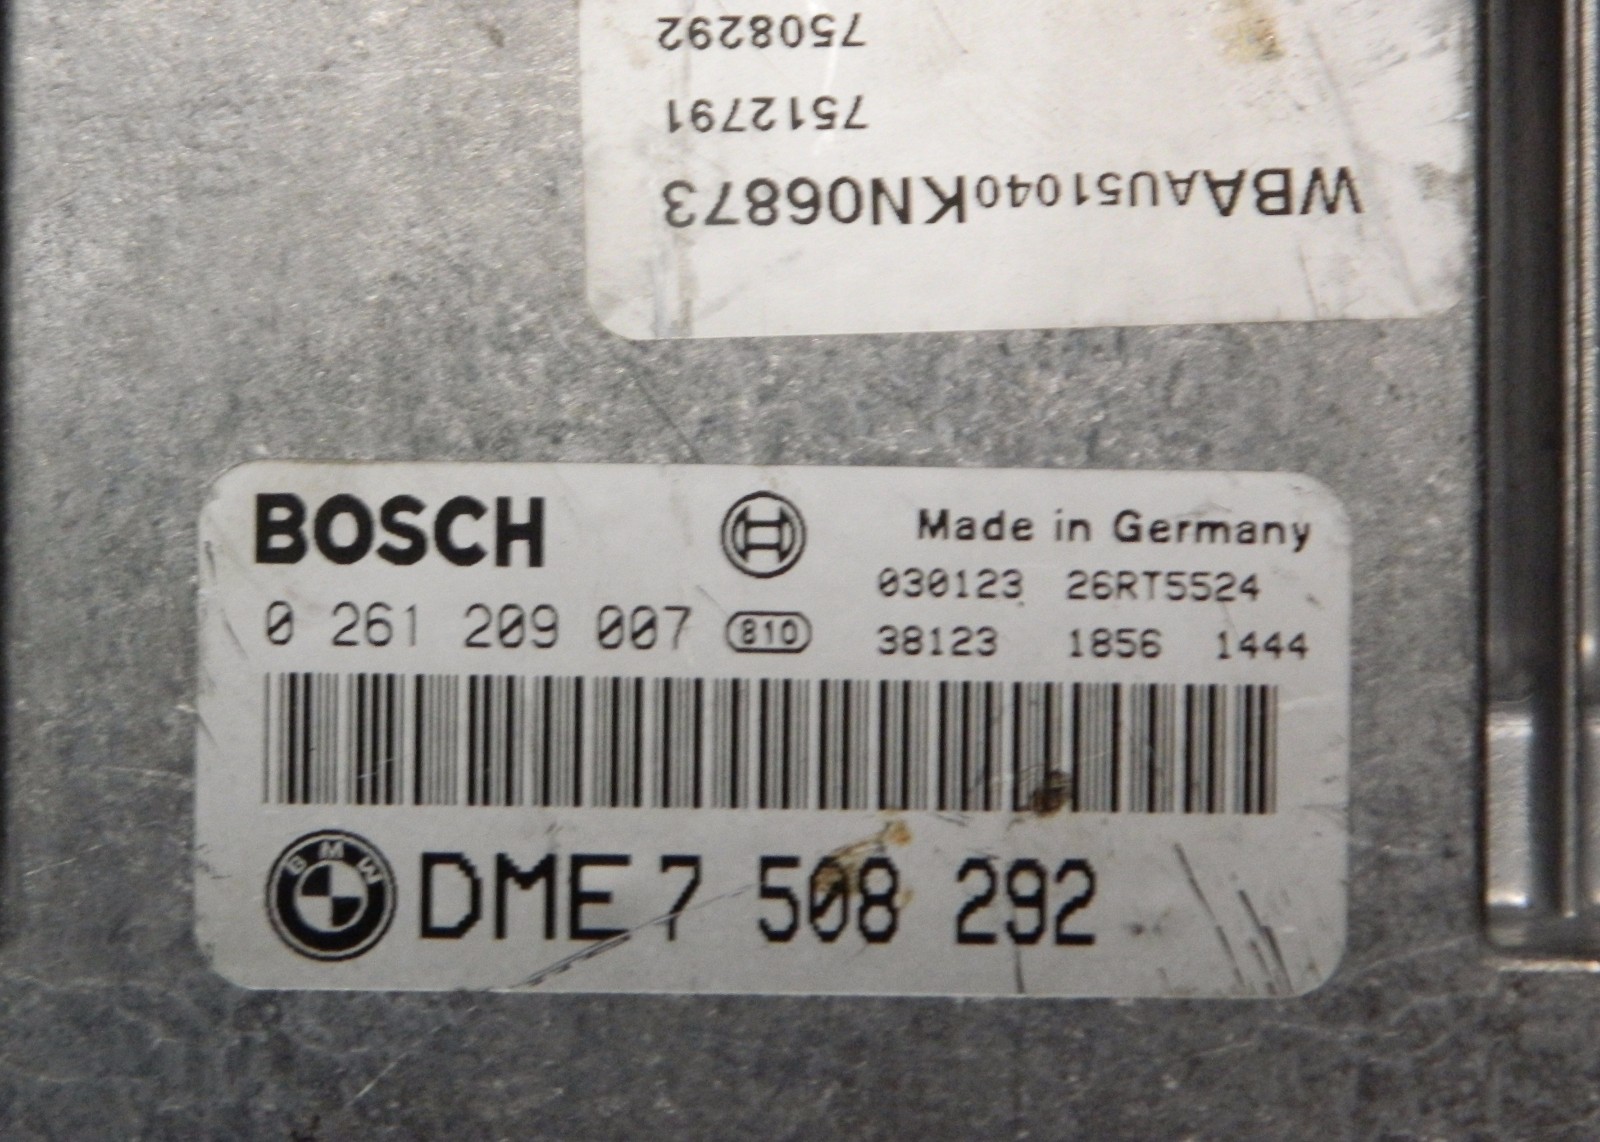 7508292
7512791
WBAAU51040KN06873
BOSCH
Made in Germany
030123 26RT5524
0 261 209 007 810
38123 1856 1444
BMW
DME 7 508 292